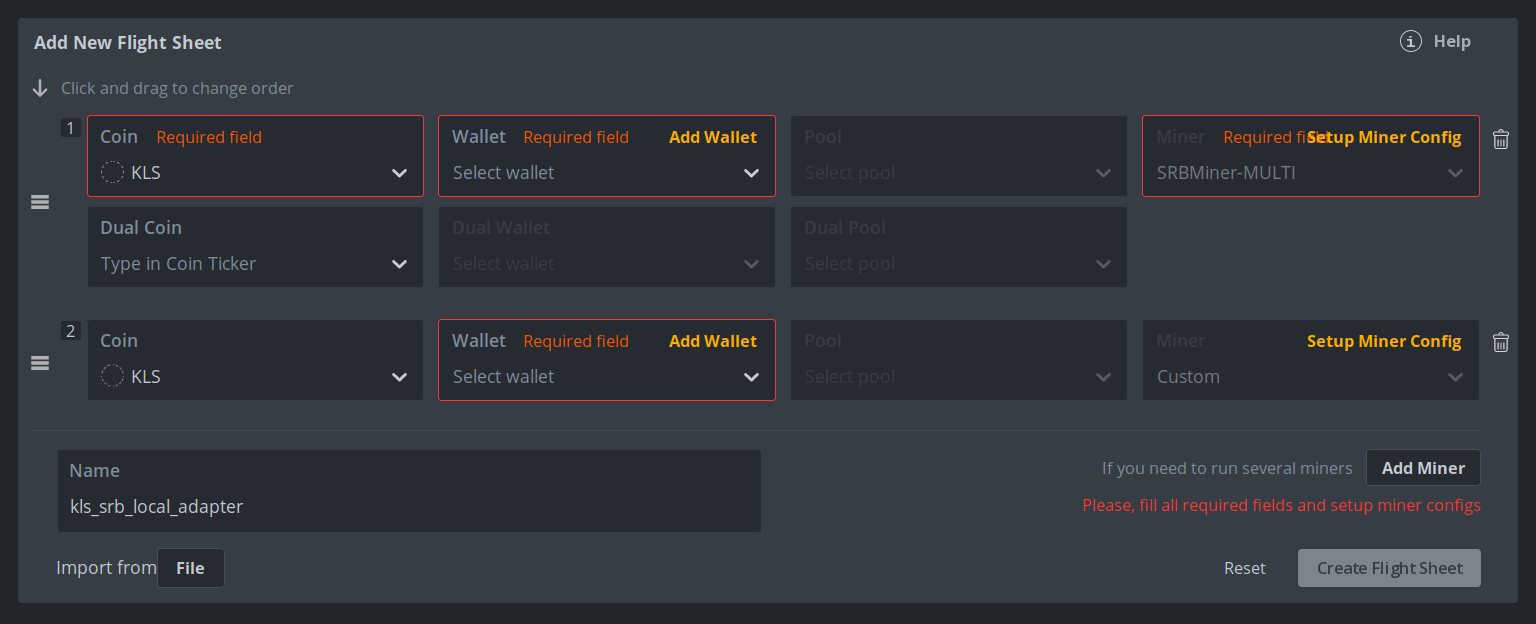 Add New Flight Sheet
Help
Click and drag to change order
1
Coin Required field
KLS
Wallet Required field Add Wallet
Select wallet
Pool
Select pool
Miner Required field Setup Miner Config
SRBMiner-MULTI
Dual Coin
Type in Coin Ticker
Dual Wallet
Select wallet
Dual Pool
Select pool
2
Coin
KLS
Wallet Required field Add Wallet
Select wallet
Pool
Select pool
Miner Setup Miner Config
Custom
Name
kls_srb_local_adapter
If you need to run several miners Add Miner
Please, fill all required fields and setup miner configs
Import from File
Reset
Create Flight Sheet